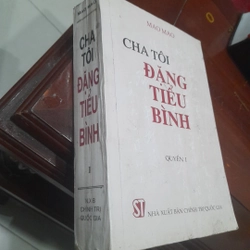 MAO MAO
CHA TÔI
ĐẶNG
TIỂU
BÌNH
QUYỂN I
ST
NHÀ XUẤT BẢN CHÍNH TRỊ QUỐC GIA
CHA TÔI
ĐẶNG TIỂU BÌNH
I